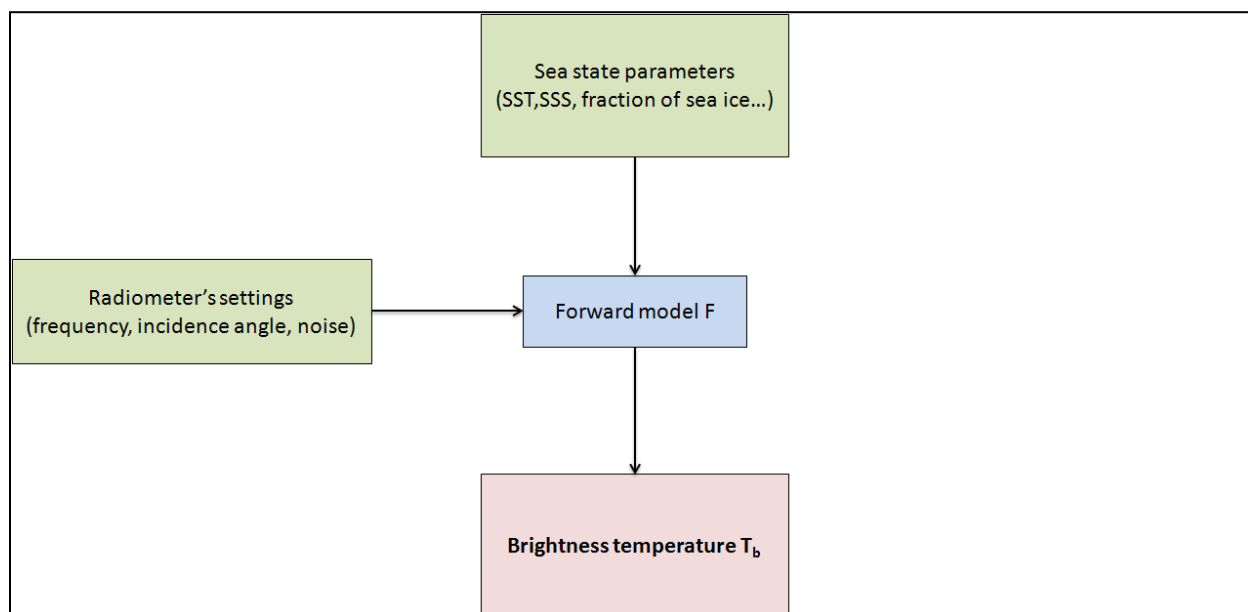 Sea state parameters
(SST,SSS, fraction of sea ice...)
Radiometer's settings
(frequency, incidence angle, noise)
Forward model F
Brightness temperature Tb